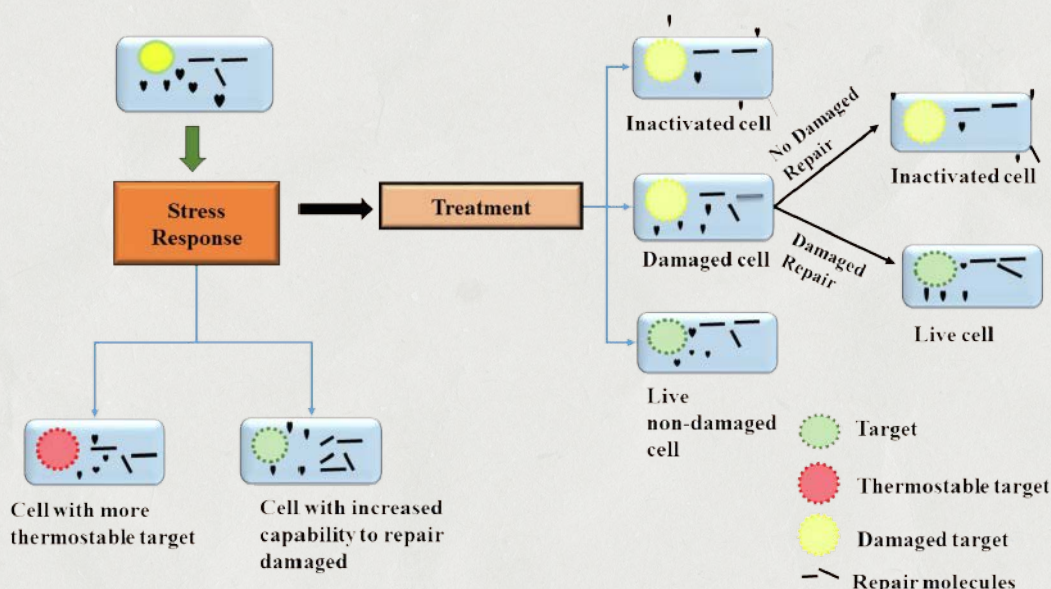 Stress
Response
Treatment
Inactivated cell
Damaged cell
Live
non-damaged
cell
No Damaged
Repair
Damaged
Repair
Inactivated cell
Live cell
Cell with more
thermostable target
Cell with increased
capability to repair
damaged
Target
Thermostable target
Damaged target
Repair molecules